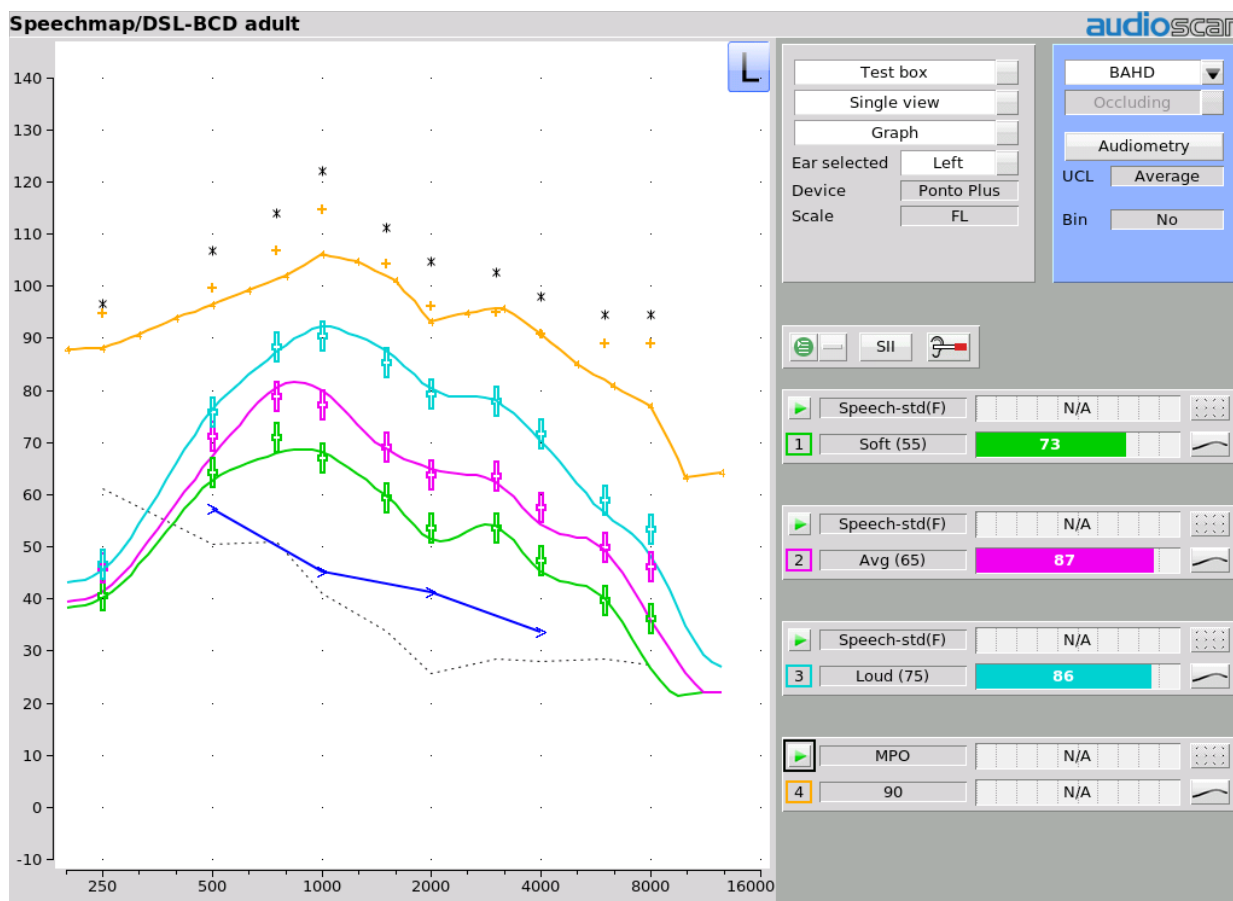 Speechmap/DSL-BCD adult
audioscan
L
140
130
120
110
100
90
80
70
60
50
40
30
20
10
0
-10
250 500 1000 2000 4000 8000 16000
Test box
Single view
Graph
Ear selected Left
Device Ponto Plus
Scale FL
BAHD
Occluding
Audiometry
UCL Average
Bin No
SII
Speech-std(F) N/A
1 Soft (55) 73
Speech-std(F) N/A
2 Avg (65) 87
Speech-std(F) N/A
3 Loud (75) 86
MPO N/A
4 90 N/A